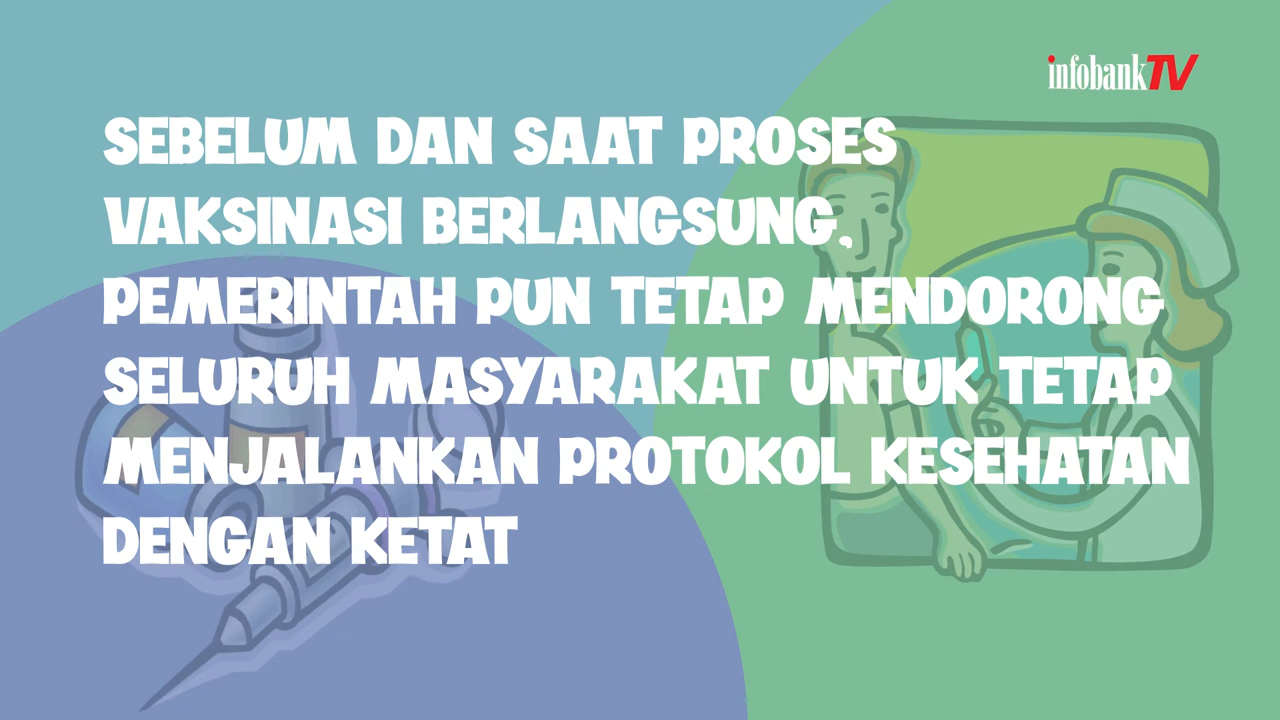 infobankTV
SEBELUM DAN SAAT PROSES
VAKSINASI BERLANGSUNG,
PEMERINTAH PUN TETAP MENDORONG
SELURUH MASYARAKAT UNTUK TETAP
MENJALANKAN PROTOKOL KESEHATAN
DENGAN KETAT